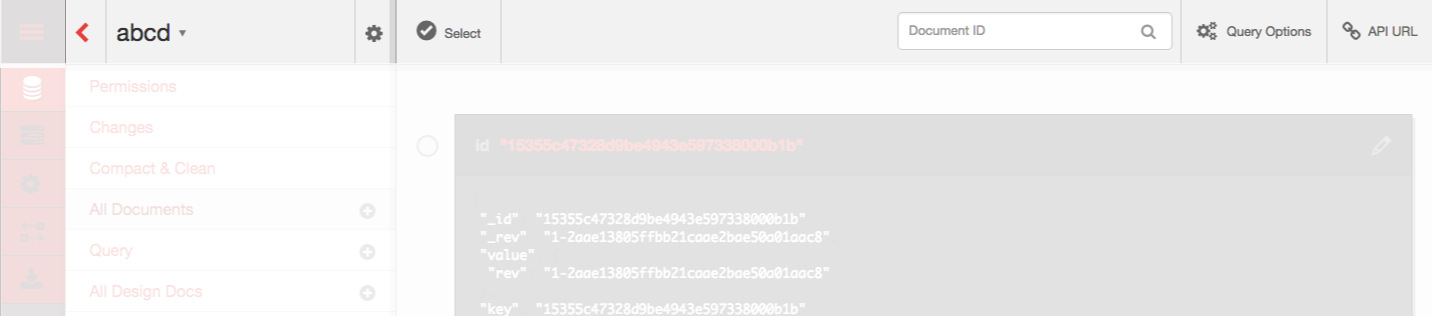 abcd
Select
Document ID
Query Options
API URL
Permissions
Changes
Compact & Clean
All Documents
Query
All Design Docs
id "15355c47328d9be4943e597338000b1b"
"_id" "15355c47328d9be4943e597338000b1b"
"_rev" "1-2aae13805ffbb21caae2bae50a01aac8"
"value"
"rev" "1-2aae13805ffbb21caae2bae50a01aac8"
"key" "15355c47328d9be4943e597338000b1b"